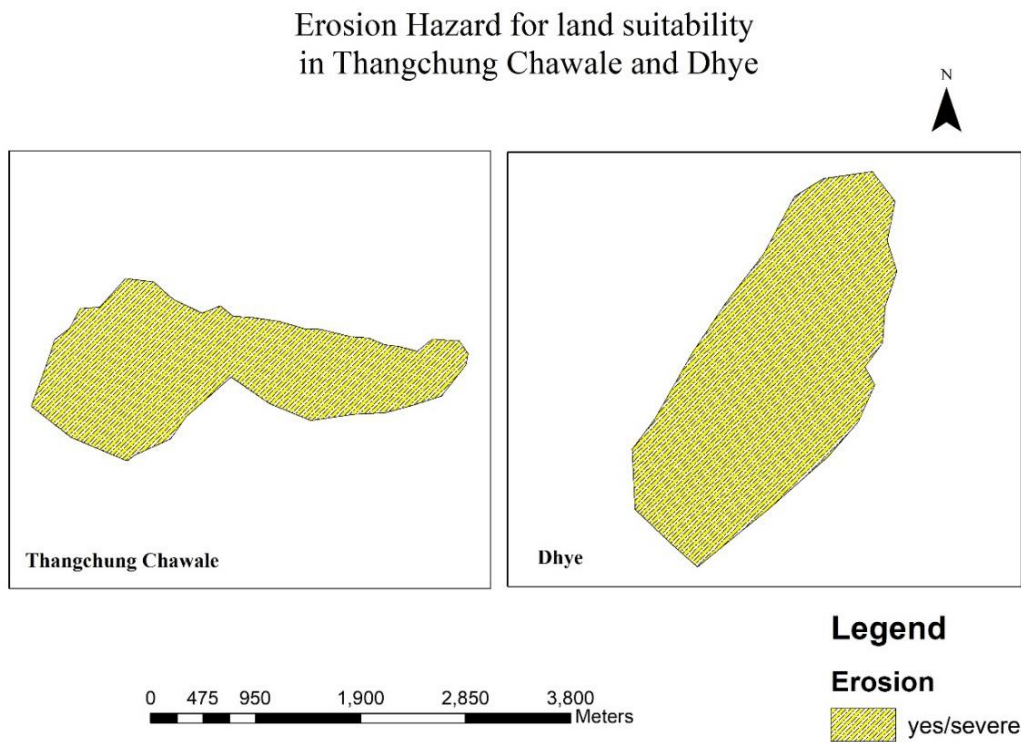 Erosion Hazard for land suitability
in Thangchung Chawale and Dhye
N
Thangchung Chawale
Dhye
Legend
Erosion
yes/severe
0 475 950 1,900 2,850 3,800
Meters